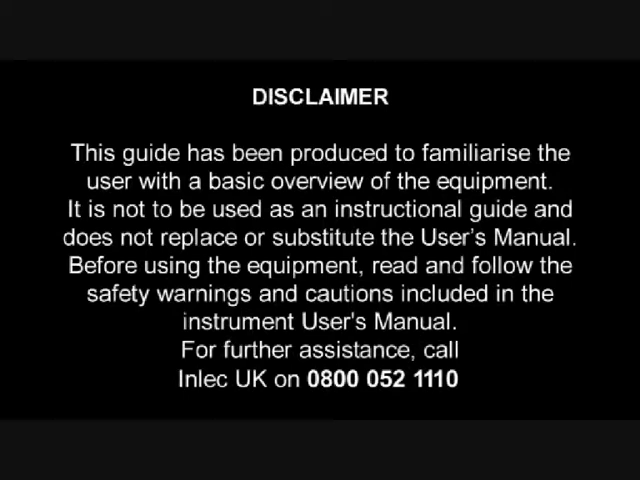 DISCLAIMER
This guide has been produced to familiarise the
user with a basic overview of the equipment.
It is not to be used as an instructional guide and
does not replace or substitute the User’s Manual.
Before using the equipment, read and follow the
safety warnings and cautions included in the
instrument User's Manual.
For further assistance, call
Inlec UK on 0800 052 1110